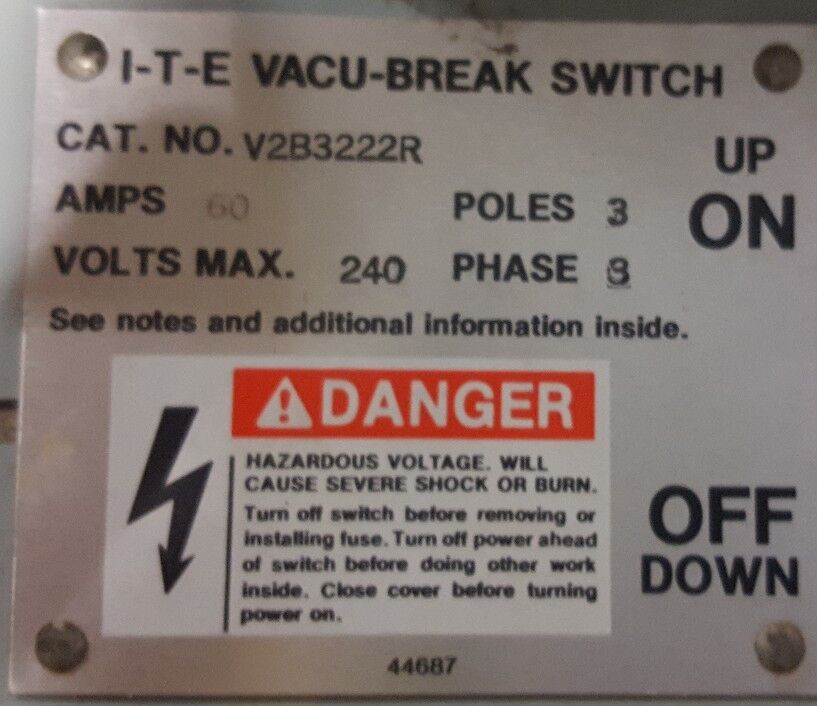 I-T-E VACU-BREAK SWITCH
CAT. NO. V2B3222R
UP
AMPS 60 POLES 3
ON
VOLTS MAX. 240 PHASE 3
See notes and additional information inside.
DANGER
HAZARDOUS VOLTAGE. WILL
CAUSE SEVERE SHOCK OR BURN.
Turn off switch before removing or
installing fuse. Turn off power ahead
of switch before doing other work
inside. Close cover before turning
power on.
OFF
DOWN
44687